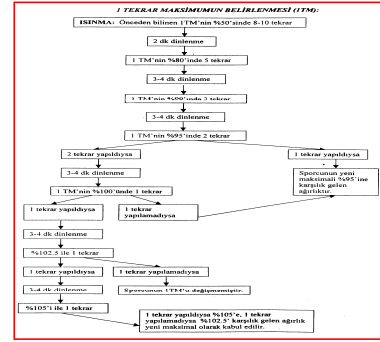 1 TEKRAR MAKSİMUMUN BELİRLENMESİ (1TM):
ISINMA: Önceden bilinen 1TM'nin %50'sinde 8-10 tekrar
2 dk dinlenme
1 TM'nin %80'inde 5 tekrar
3-4 dk dinlenme
1 TM'nin %90'ında 3 tekrar
3-4 dk dinlenme
1 TM'nin %95'inde 2 tekrar
2 tekrar yapıldıysa
1 tekrar yapıldıysa
3-4 dk dinlenme
Sporcunun yeni
maksimali %95'ine
karşılık gelen
ağırlıktır.
1 TM'nin %100'ünde 1 tekrar
1 tekrar yapıldıysa
1 tekrar
yapılamadıysa
3-4 dk dinlenme
%102.5 ile 1 tekrar
1 tekrar yapıldıysa
1 tekrar yapılamadıysa
3-4 dk dinlenme
Sporcunun 1TM'u değişmemiştir.
%105'i ile 1 tekrar
1 tekrar yapıldıysa %105'e, 1 tekrar
yapılamadıysa %102.5' karşılık gelen ağırlık
yeni maksimal olarak kabul edilir.